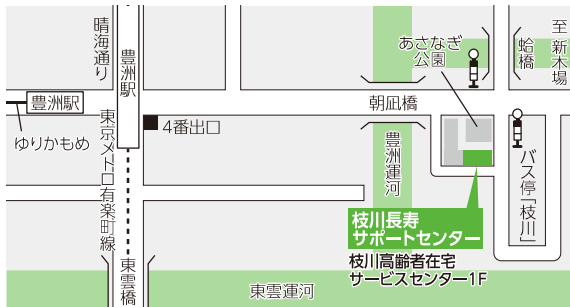 晴海通り
豊洲駅
あさなぎ
公園
蛤橋
至 新木場
豊洲駅
朝凪橋
ゆりかもめ
4番出口
東京メトロ有楽町線
豊洲運河
バス停「枝川」
枝川長寿
サポートセンター
枝川高齢者在宅
サービスセンター1F
東雲橋
東雲運河